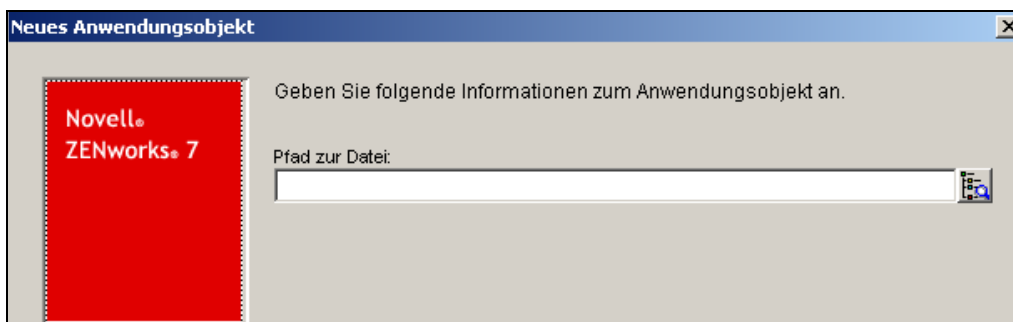 Neues Anwendungsobjekt
Novell®
ZENworks® 7
Geben Sie folgende Informationen zum Anwendungsobjekt an.
Pfad zur Datei: